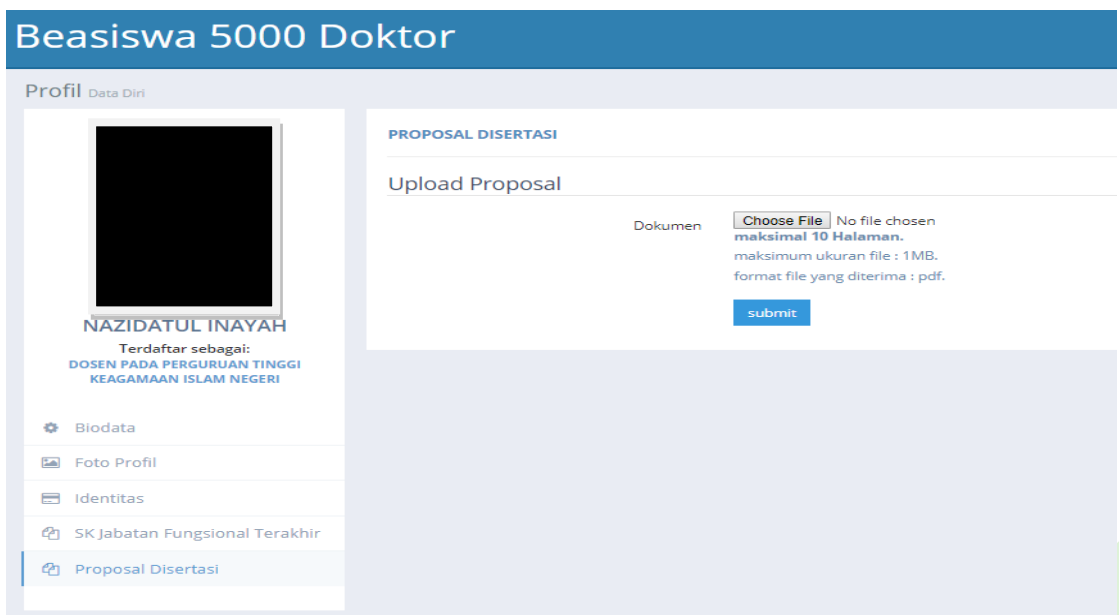 Beasiswa 5000 Doktor
Profil Data Diri
NAZIDATUL INAYAH
Terdaftar sebagai:
DOSEN PADA PERGURUAN TINGGI
KEAGAMAAN ISLAM NEGERI
Biodata
Foto Profil
Identitas
SK Jabatan Fungsional Terakhir
Proposal Disertasi
PROPOSAL DISERTASI
Upload Proposal
Dokumen Choose File No file chosen
maksimal 10 Halaman.
maksimum ukuran file : 1MB.
format file yang diterima : pdf.
submit